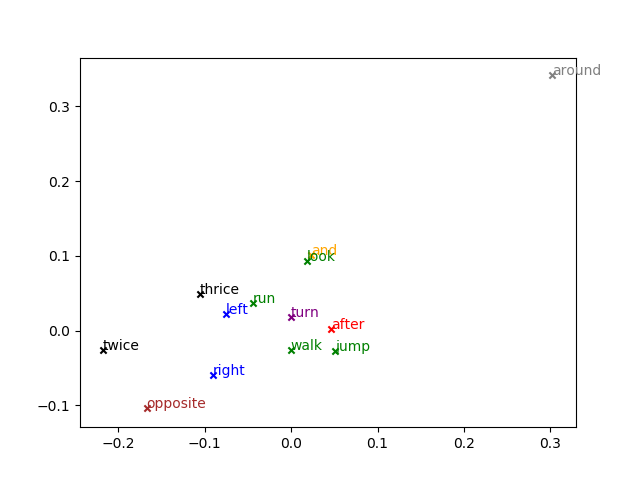 around
0.3
0.2
and
look
0.1
thrice
run
left
turn
after
0.0
twice
walk
jump
right
opposite
−0.1
−0.2
−0.1
0.0
0.1
0.2
0.3